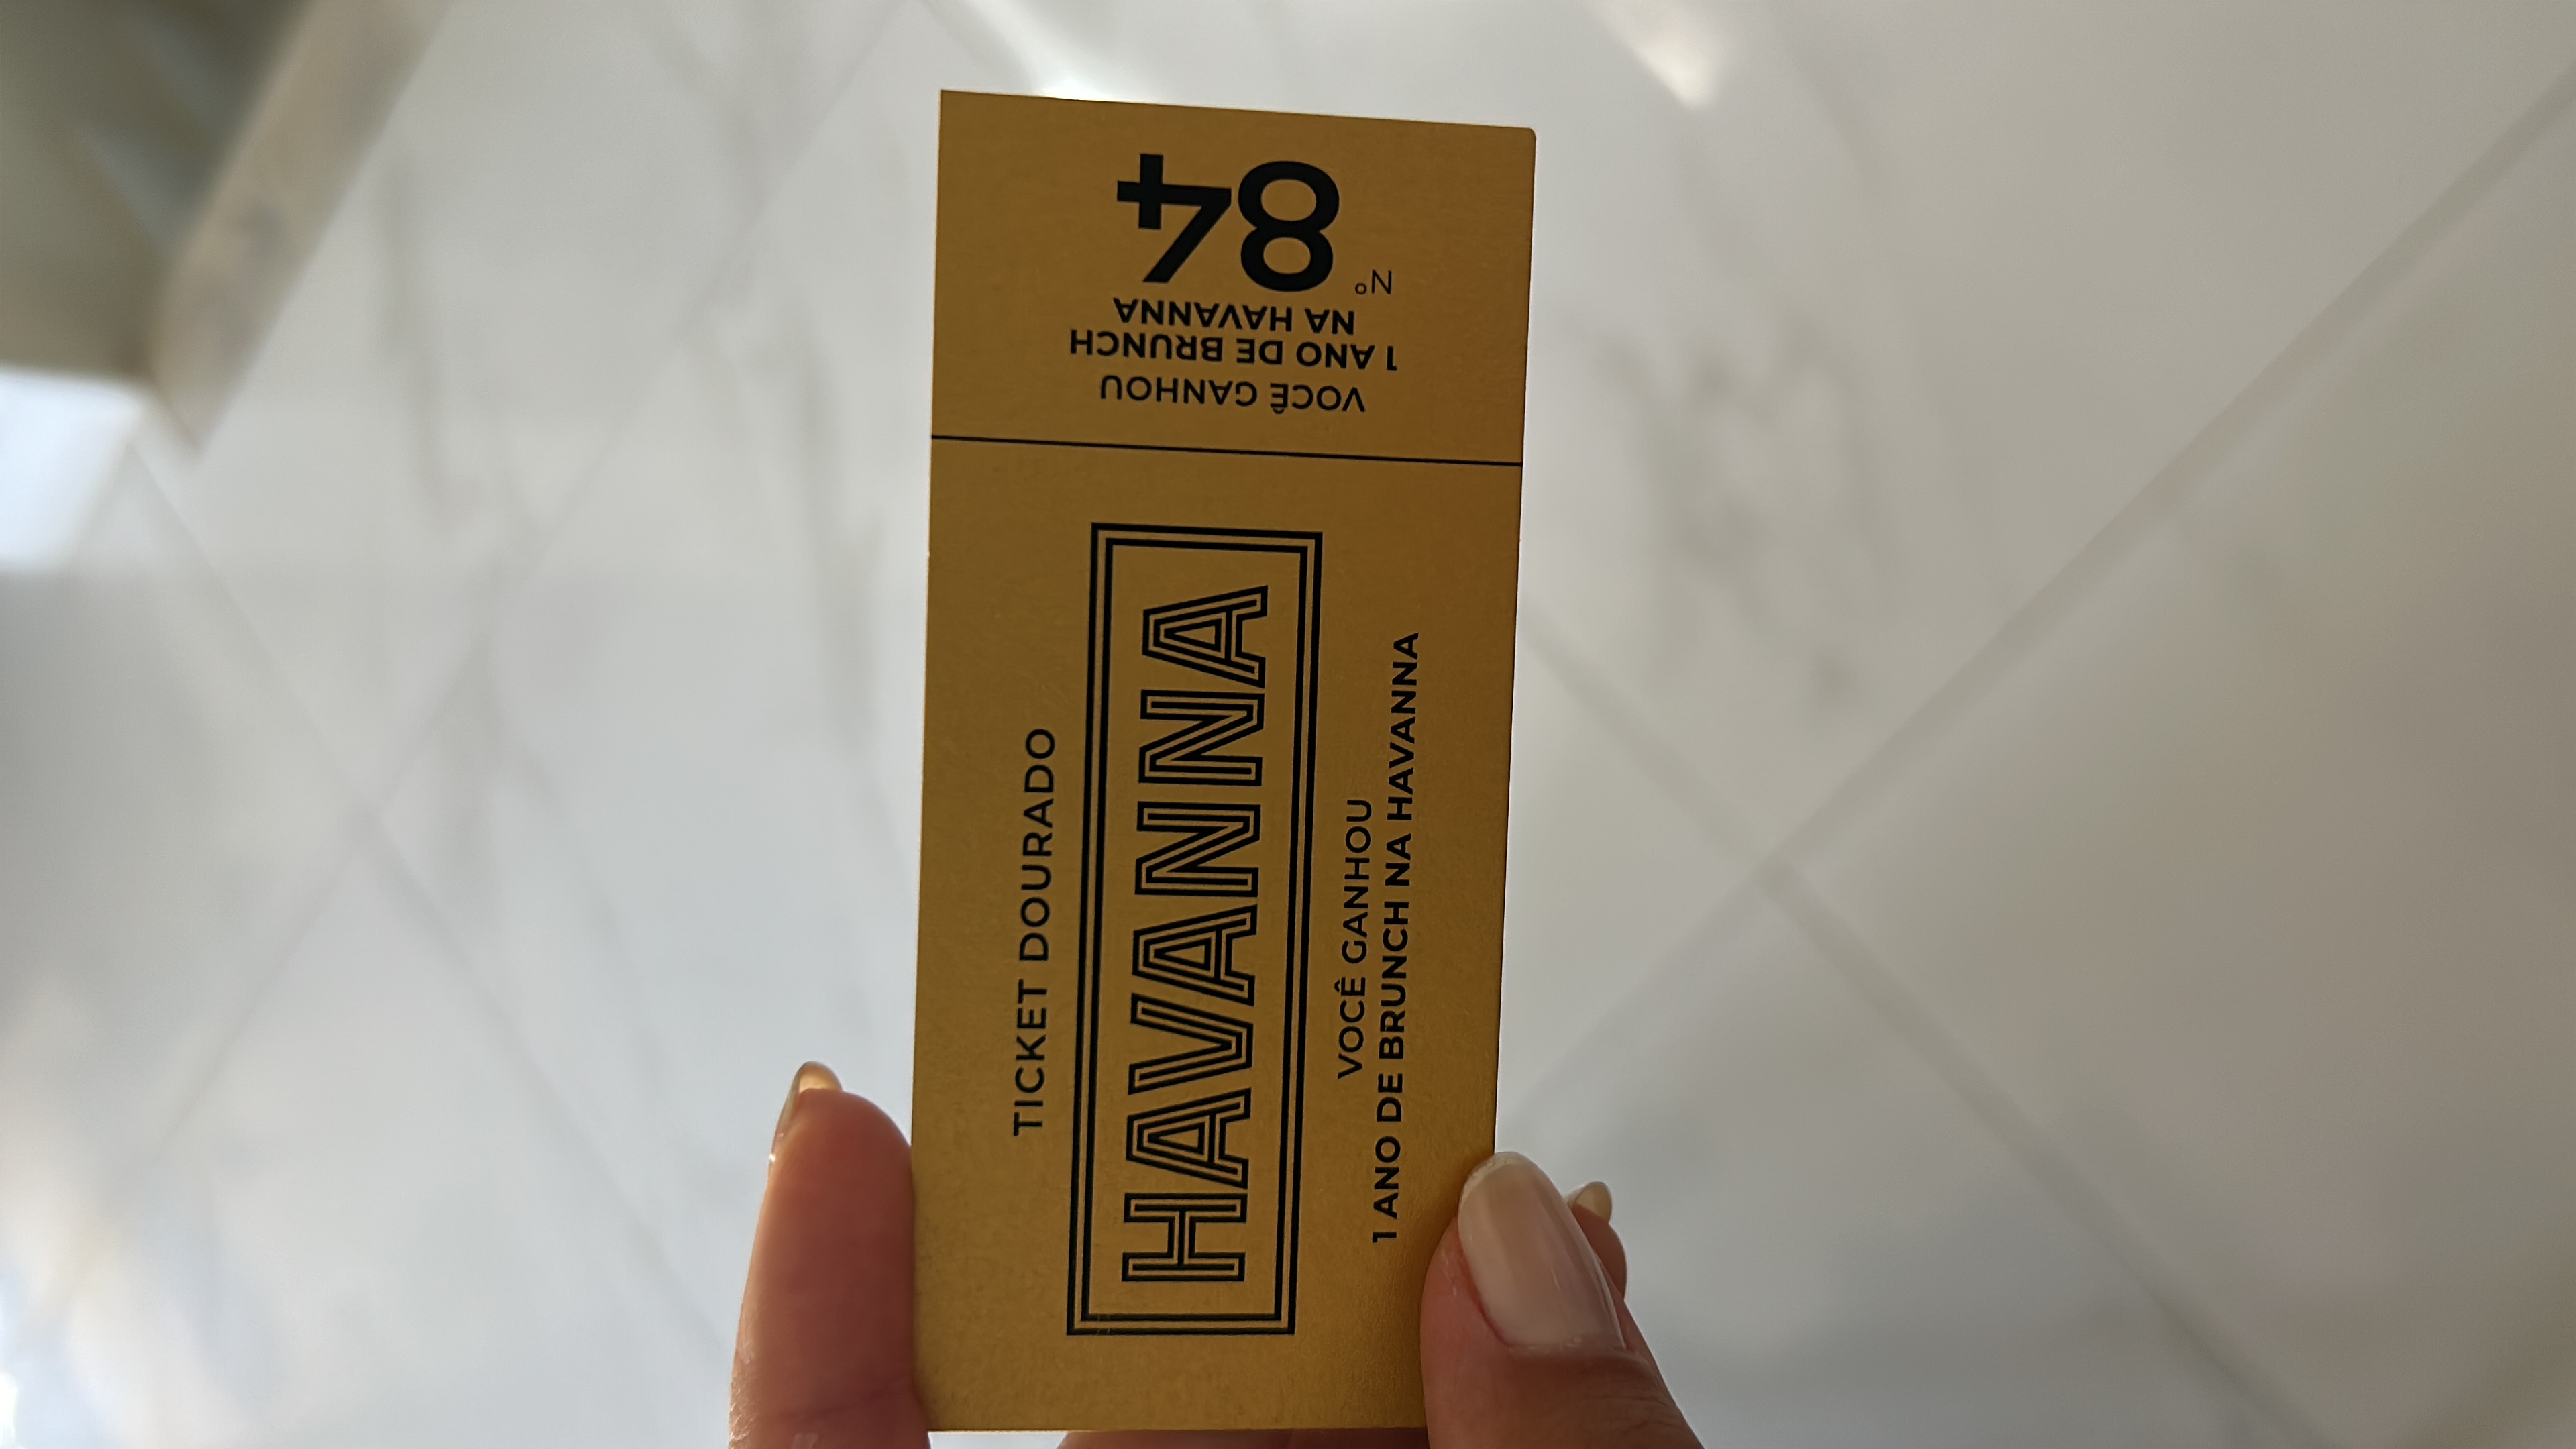 TICKET DOURADO
HAVANNA
VOCÊ GANHOU
1 ANO DE BRUNCH NA HAVANNA
VOCÊ GANHOU
1 ANO DE BRUNCH
NA HAVANNA
Nº 84